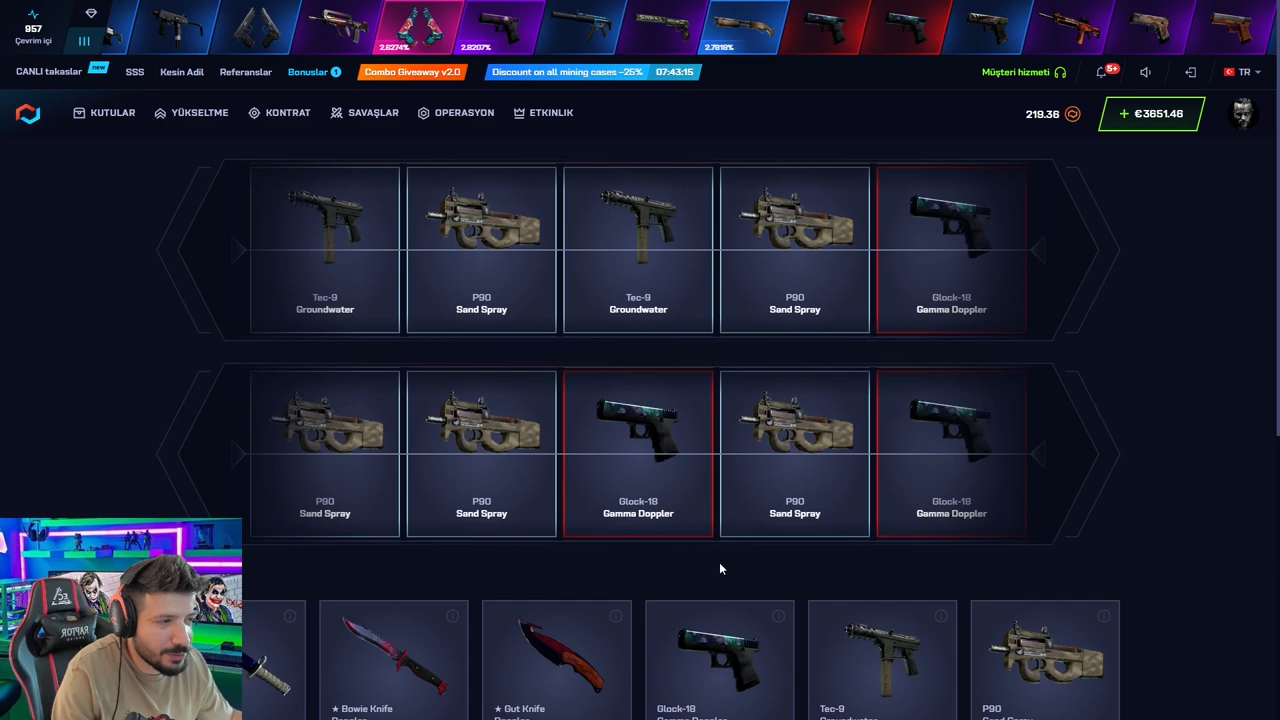 957
Çevrim içi
2.6274%
2.8207%
2.7818%
CANLI takaslar
new
SSS
Kesin Adil
Referanslar
Bonuslar 1
Combo Giveaway v2.0
Discount on all mining cases ~25% 07:43:15
Müşteri hizmeti
5+
TR
KUTULAR
YÜKSELTME
KONTRAT
SAVAŞLAR
OPERASYON
ETKINLIK
219.36
+ €3651.46
Tec-9
Groundwater
P90
Sand Spray
Tec-9
Groundwater
P90
Sand Spray
Glock-18
Gamma Doppler
P90
Sand Spray
P90
Sand Spray
Glock-18
Gamma Doppler
P90
Sand Spray
Glock-18
Gamma Doppler
★ Bowie Knife
★ Gut Knife
Glock-18
Tec-9
P90
RAPTOR